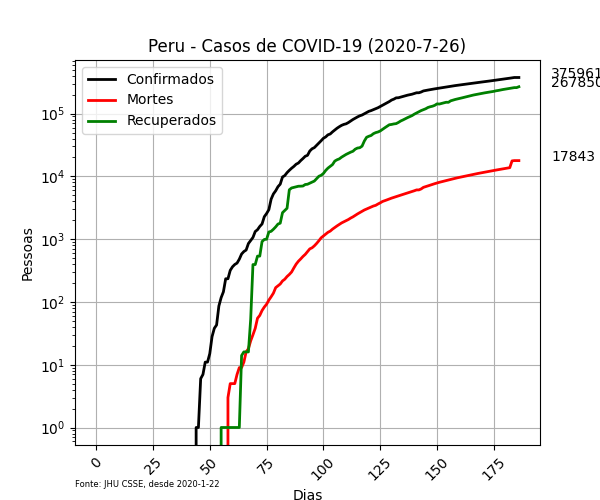 Peru - Casos de COVID-19 (2020-7-26)
Confirmados
Mortes
Recuperados
375961
267850
17843
Pessoas
10^5
10^4
10^3
10^2
10^1
10^0
0 25 50 75 100 125 150 175
Fonte: JHU CSSE, desde 2020-1-22
Dias